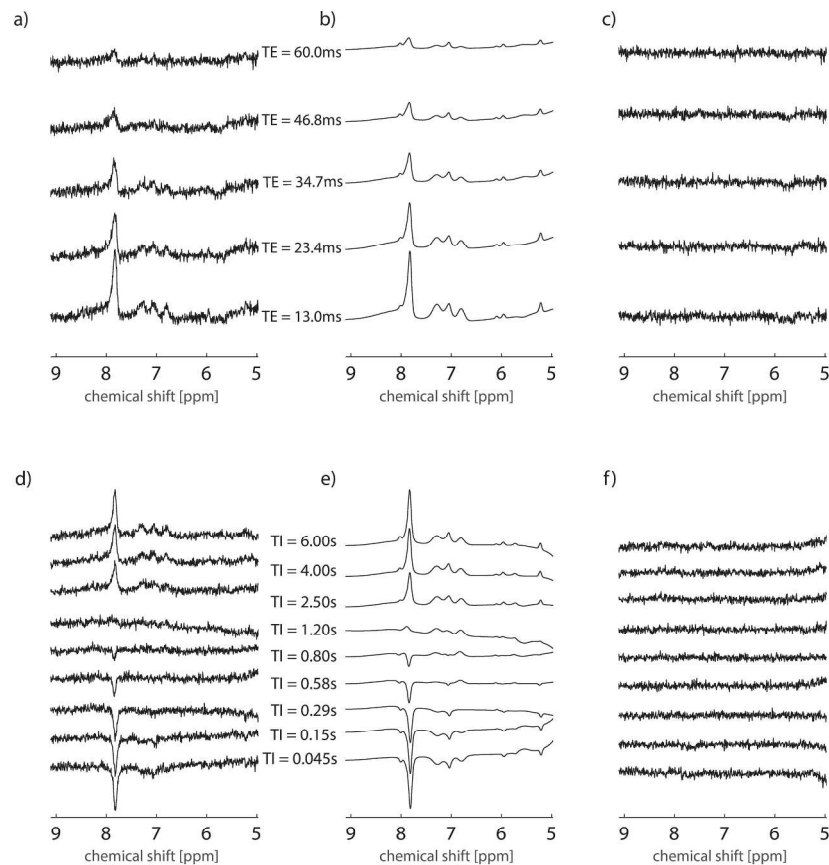 a)
b)
c)
TE = 60.0ms
TE = 46.8ms
TE = 34.7ms
TE = 23.4ms
TE = 13.0ms
9 8 7 6 5
9 8 7 6 5
9 8 7 6 5
chemical shift [ppm]
chemical shift [ppm]
chemical shift [ppm]
d)
e)
f)
TI = 6.00s
TI = 4.00s
TI = 2.50s
TI = 1.20s
TI = 0.80s
TI = 0.58s
TI = 0.29s
TI = 0.15s
TI = 0.045s
9 8 7 6 5
9 8 7 6 5
9 8 7 6 5
chemical shift [ppm]
chemical shift [ppm]
chemical shift [ppm]